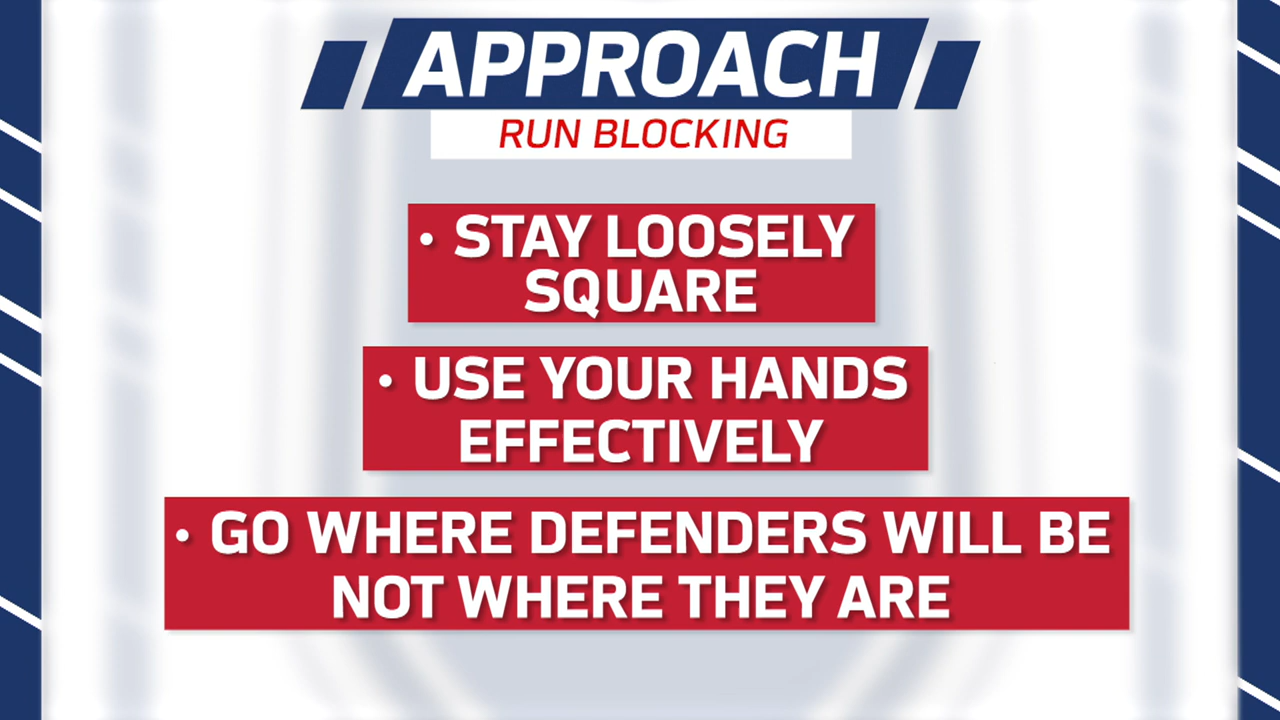 APPROACH
RUN BLOCKING
• STAY LOOSELY
SQUARE
• USE YOUR HANDS
EFFECTIVELY
• GO WHERE DEFENDERS WILL BE
NOT WHERE THEY ARE